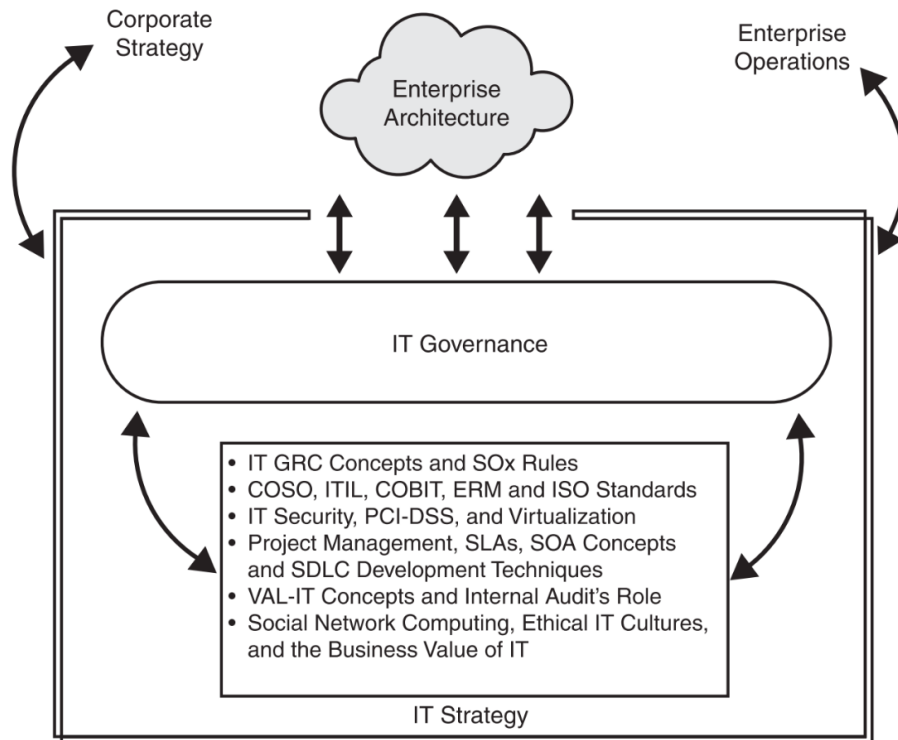 Corporate
Strategy
Enterprise
Architecture
Enterprise
Operations
IT Governance
• IT GRC Concepts and SOx Rules
• COSO, ITIL, COBIT, ERM and ISO Standards
• IT Security, PCI-DSS, and Virtualization
• Project Management, SLAs, SOA Concepts
and SDLC Development Techniques
• VAL-IT Concepts and Internal Audit's Role
• Social Network Computing, Ethical IT Cultures,
and the Business Value of IT
IT Strategy